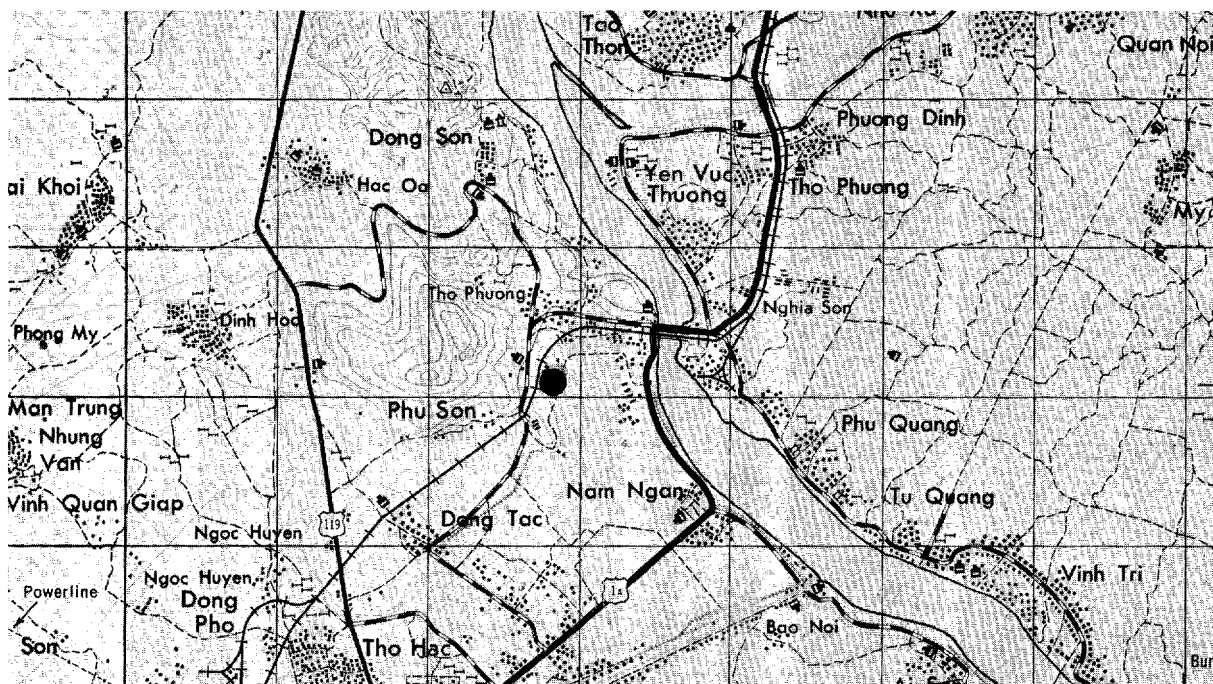 Tao
Thon
Quan Noi
Dong Son
Phuong Dinh
Yen Vuc
Thuong
ai Khoi
Hac Oa
Tho Phuong
My
Tho Phuong
Nghia Son
Dinh Hoa
Phong My
Man Trung
Phu Son
Nhung
Van
Phu Quang
Nam Ngan
Tu Quang
Vinh Quan Giap
Dong Tac
119
Ngoc Huyen
Ngoc Huyen
Dong
Pho
Powerline
1A
Vinh Tri
Bao Noi
Son
Tho Hac